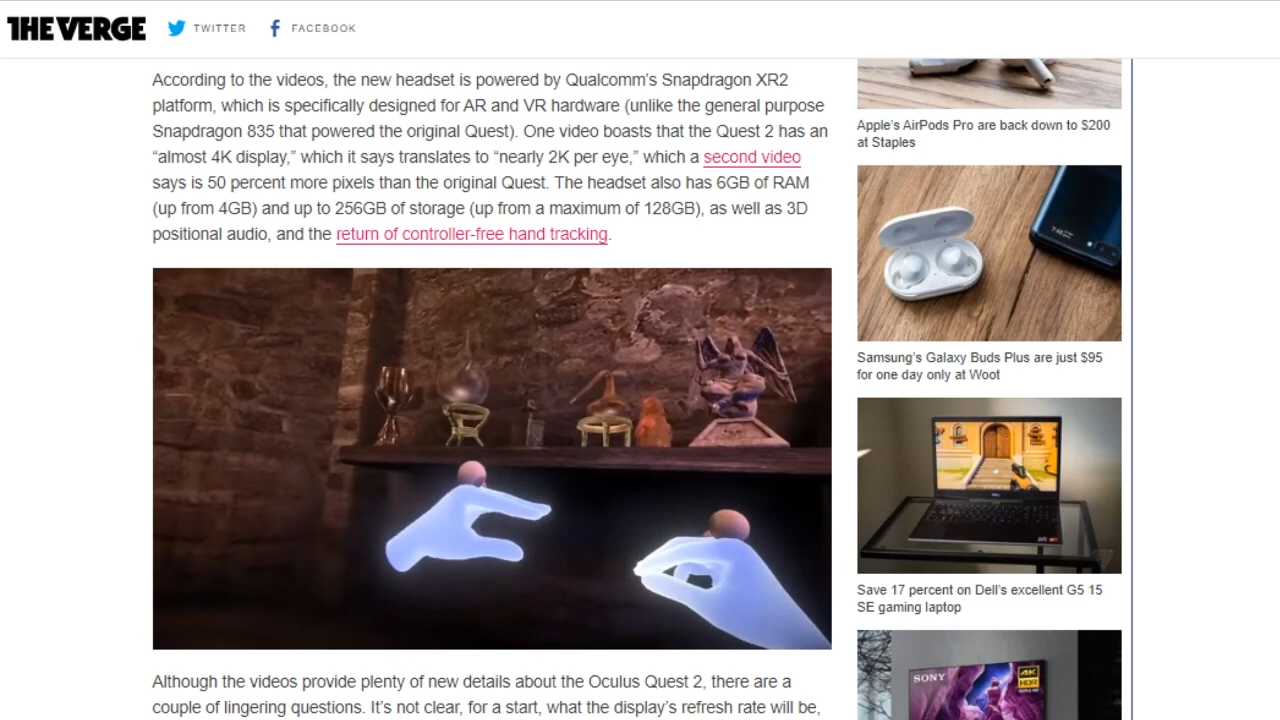 THE VERGE
TWITTER
FACEBOOK
According to the videos, the new headset is powered by Qualcomm's Snapdragon XR2
platform, which is specifically designed for AR and VR hardware (unlike the general purpose
Snapdragon 835 that powered the original Quest). One video boasts that the Quest 2 has an
“almost 4K display,” which it says translates to “nearly 2K per eye,” which a second video
says is 50 percent more pixels than the original Quest. The headset also has 6GB of RAM
(up from 4GB) and up to 256GB of storage (up from a maximum of 128GB), as well as 3D
positional audio, and the return of controller-free hand tracking.
Although the videos provide plenty of new details about the Oculus Quest 2, there are a
couple of lingering questions. It's not clear, for a start, what the display's refresh rate will be,
Apple's AirPods Pro are back down to $200
at Staples
Samsung's Galaxy Buds Plus are just $95
for one day only at Woot
Save 17 percent on Dell's excellent G5 15
SE gaming laptop
SONY
4K
HDR